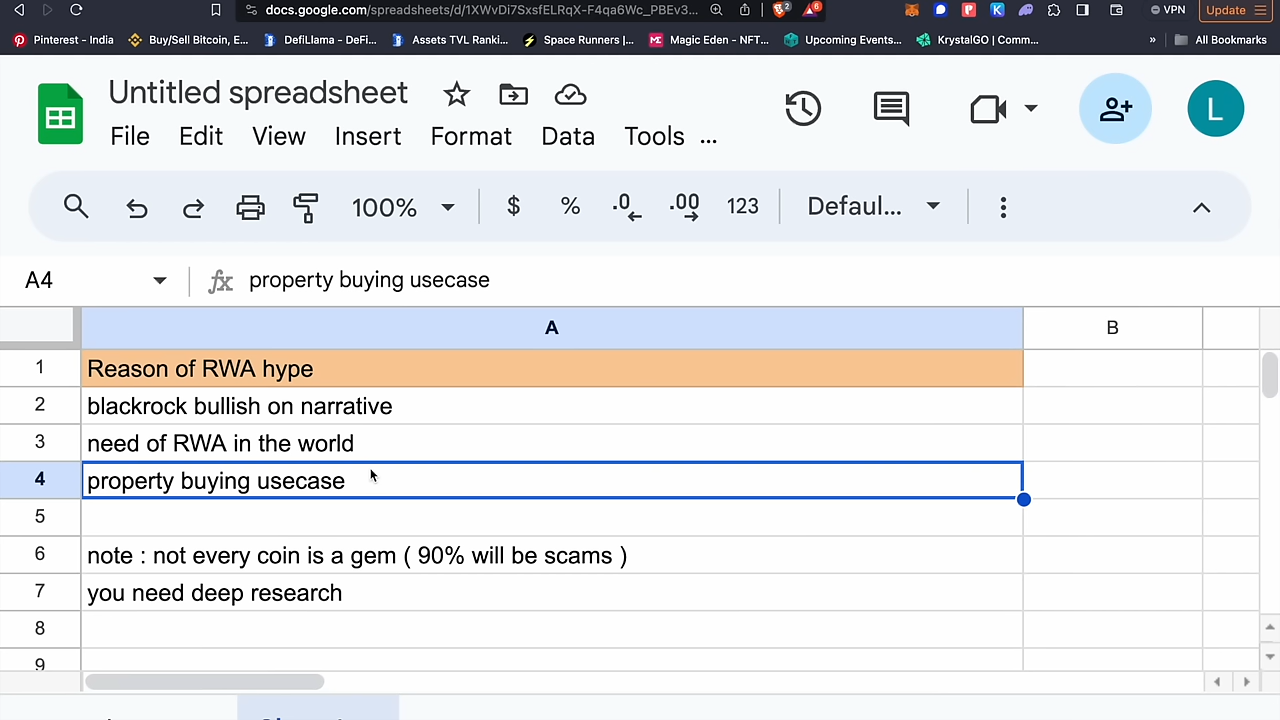 docs.google.com/spreadsheets/d/1XWvDi7SxsfELRqX-F4qa6Wc_PBEv3...
2
6
VPN
Update
Pinterest - India
Buy/Sell Bitcoin, E...
DefiLlama - DeFi...
Assets TVL Ranki...
Space Runners |...
Magic Eden - NFT...
Upcoming Events...
KrystalGO | Comm...
»
All Bookmarks
Untitled spreadsheet
L
File Edit View Insert Format Data Tools ...
100% $ % .0 .00 123 Defaul...
A4 fx property buying usecase
A B
1 Reason of RWA hype
2 blackrock bullish on narrative
3 need of RWA in the world
4 property buying usecase
5
6 note : not every coin is a gem ( 90% will be scams )
7 you need deep research
8
9